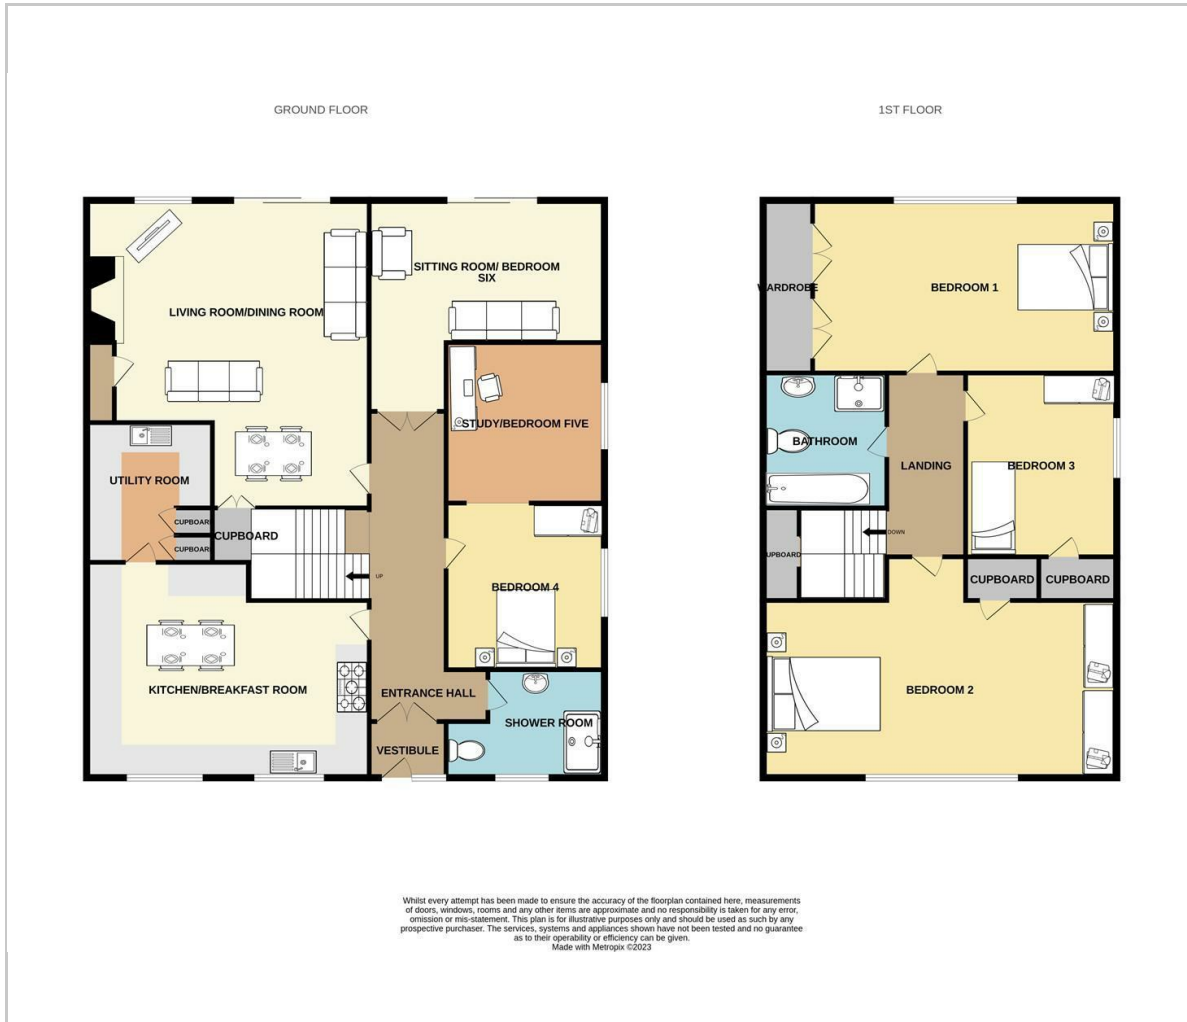 GROUND FLOOR
1ST FLOOR
SITTING ROOM/ BEDROOM
SIX
LIVING ROOM/DINING ROOM
STUDY/BEDROOM FIVE
UTILITY ROOM
CUPBOAR
CUPBOAR
CUPBOARD
UP
BEDROOM 4
KITCHEN/BREAKFAST ROOM
ENTRANCE HALL
SHOWER ROOM
VESTIBULE
WARDROBE
BEDROOM 1
BATHROOM
LANDING
BEDROOM 3
DOWN
UPBOARD
CUPBOARD
CUPBOARD
BEDROOM 2
Whilst every attempt has been made to ensure the accuracy of the floorplan contained here, measurements
of doors, windows, rooms and any other items are approximate and no responsibility is taken for any error,
omission or mis-statement. This plan is for illustrative purposes only and should be used as such by any
prospective purchaser. The services, systems and appliances shown have not been tested and no guarantee
as to their operability or efficiency can be given.
Made with Metropix ©2023